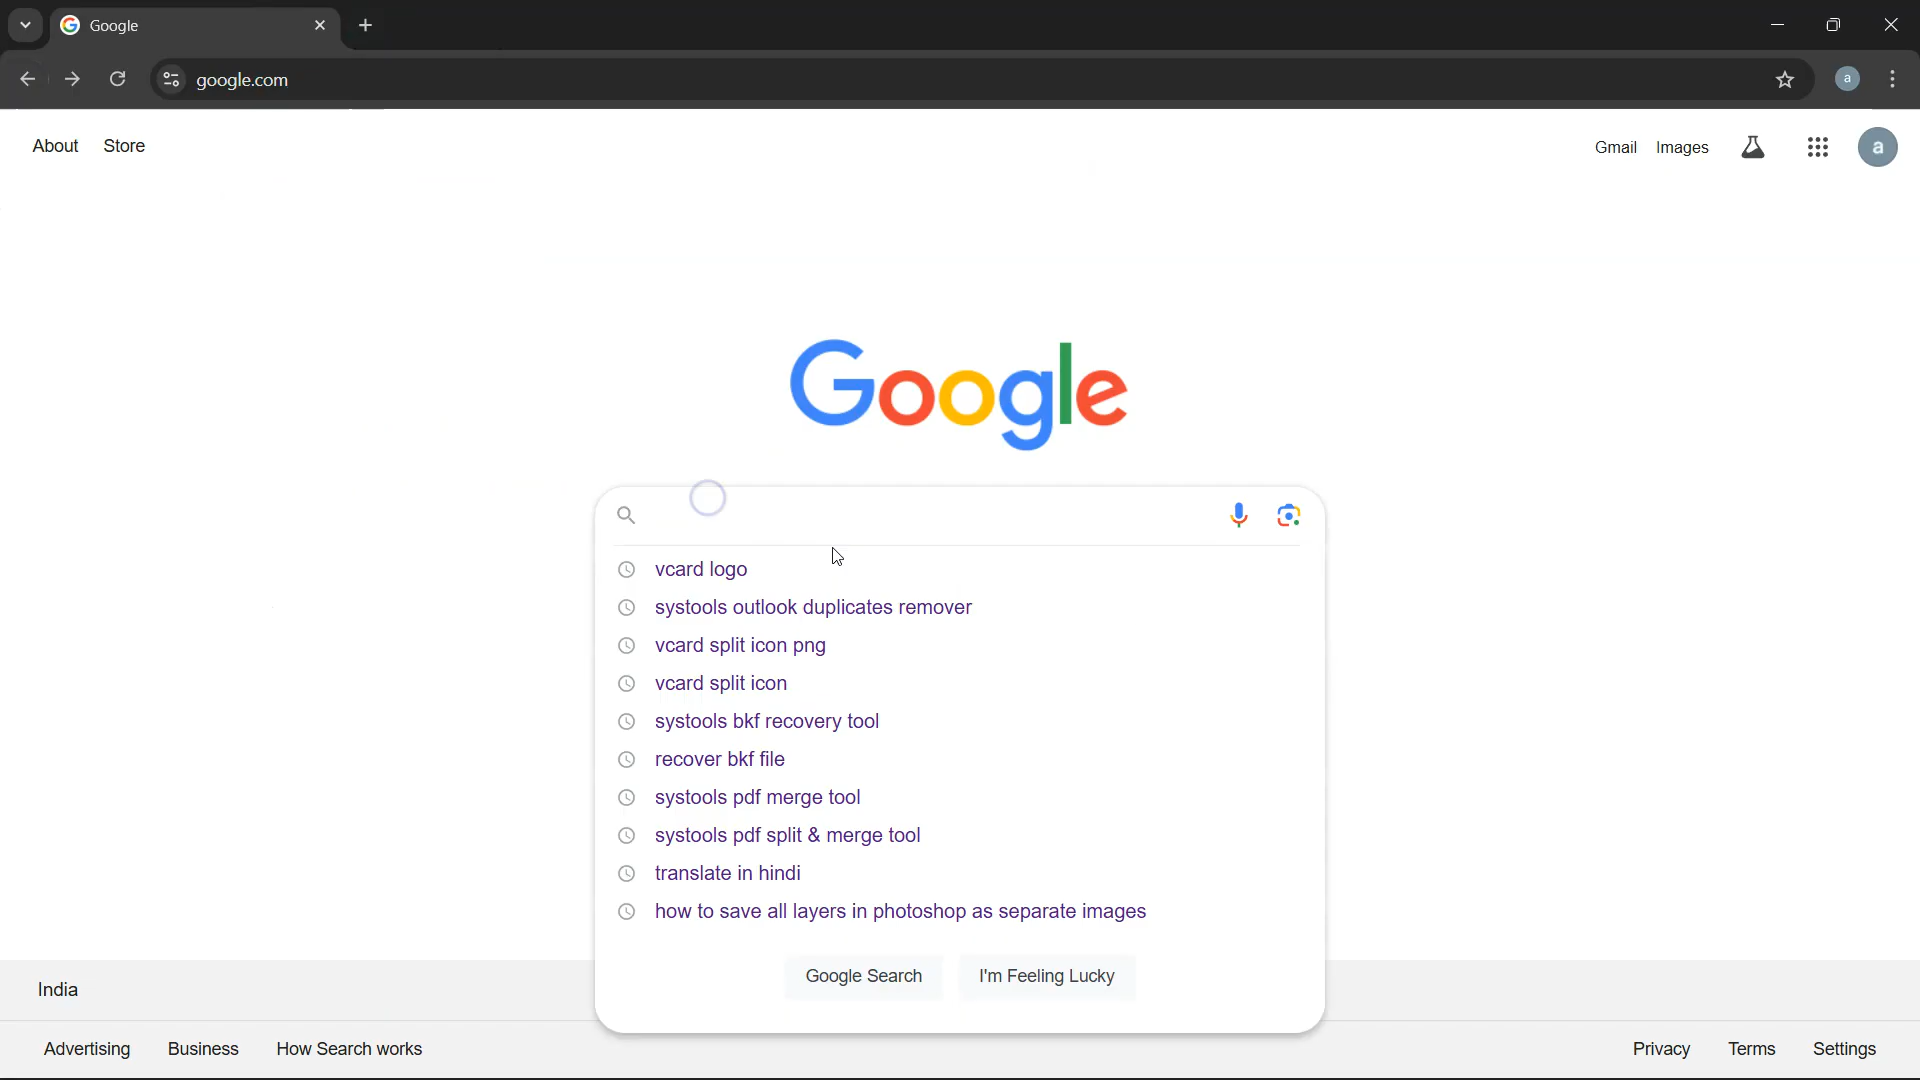 Google
google.com
About Store
Gmail Images a
Google
vcard logo
systools outlook duplicates remover
vcard split icon png
vcard split icon
systools bkf recovery tool
recover bkf file
systools pdf merge tool
systools pdf split & merge tool
translate in hindi
how to save all layers in photoshop as separate images
Google Search I'm Feeling Lucky
India
Advertising Business How Search works Privacy Terms Settings